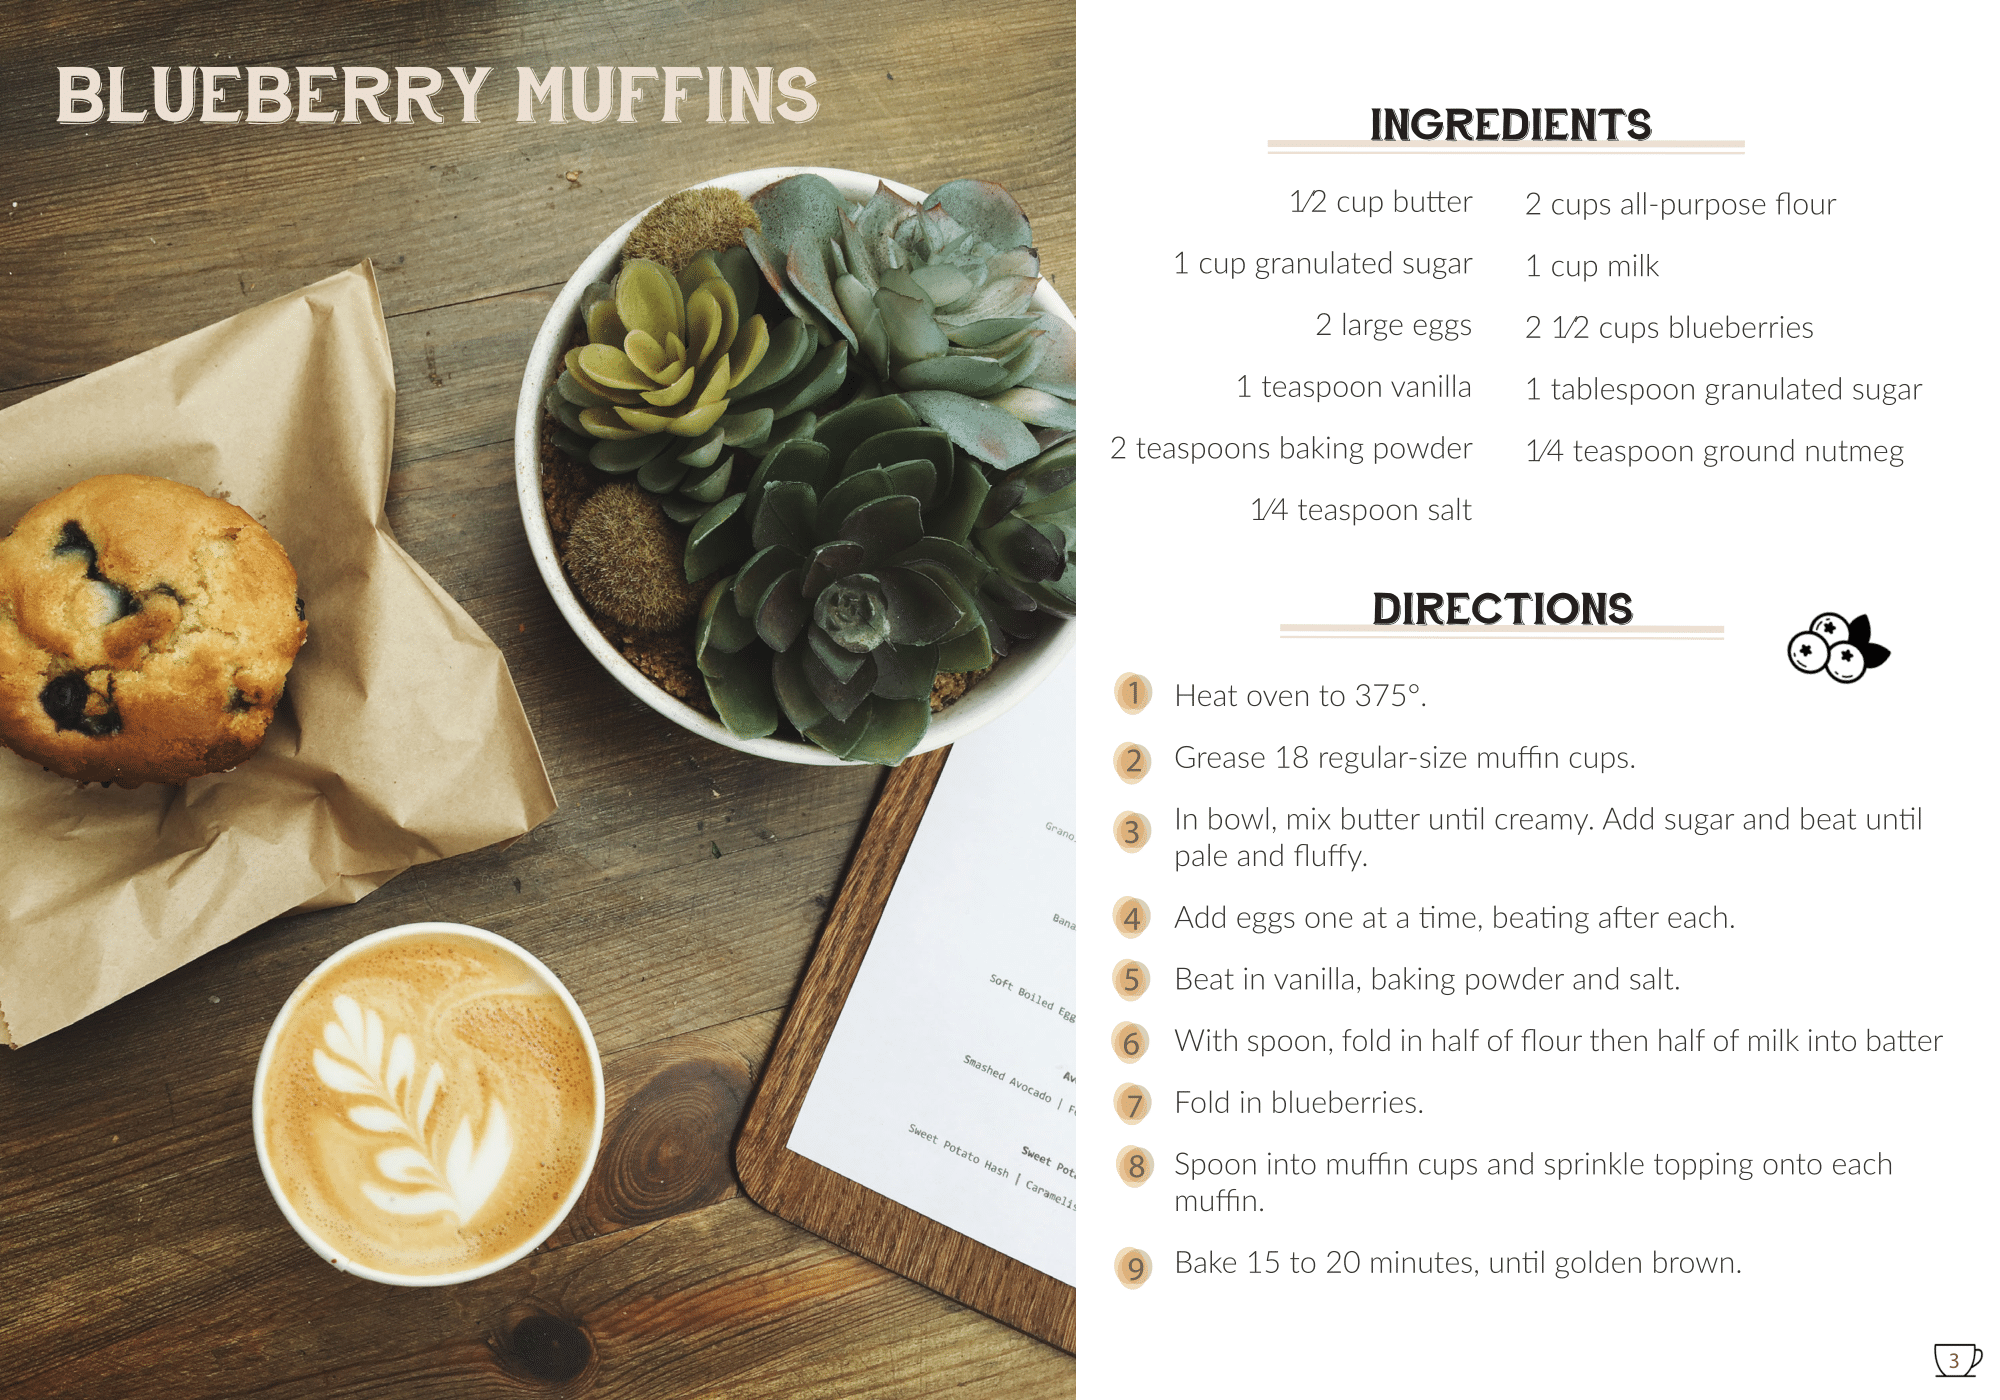 BLUEBERRY MUFFINS
INGREDIENTS
1/2 cup butter
1 cup granulated sugar
2 large eggs
1 teaspoon vanilla
2 teaspoons baking powder
1/4 teaspoon salt
2 cups all-purpose flour
1 cup milk
2 1/2 cups blueberries
1 tablespoon granulated sugar
1/4 teaspoon ground nutmeg
DIRECTIONS
1 Heat oven to 375°.
2 Grease 18 regular-size muffin cups.
3 In bowl, mix butter until creamy. Add sugar and beat until
pale and fluffy.
4 Add eggs one at a time, beating after each.
5 Beat in vanilla, baking powder and salt.
6 With spoon, fold in half of flour then half of milk into batter
7 Fold in blueberries.
8 Spoon into muffin cups and sprinkle topping onto each
muffin.
9 Bake 15 to 20 minutes, until golden brown.
3
Soft Boiled
Smashed Avocado |
Sweet
Sweet Potato Hash |